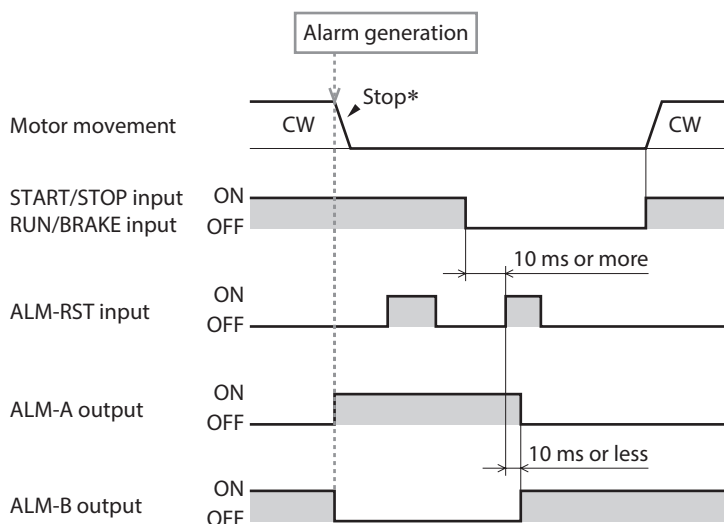 Alarm generation
Stop*
Motor movement
CW
CW
START/STOP input
RUN/BRAKE input
ON
OFF
10 ms or more
ALM-RST input
ON
OFF
ALM-A output
ON
OFF
10 ms or less
ALM-B output
ON
OFF